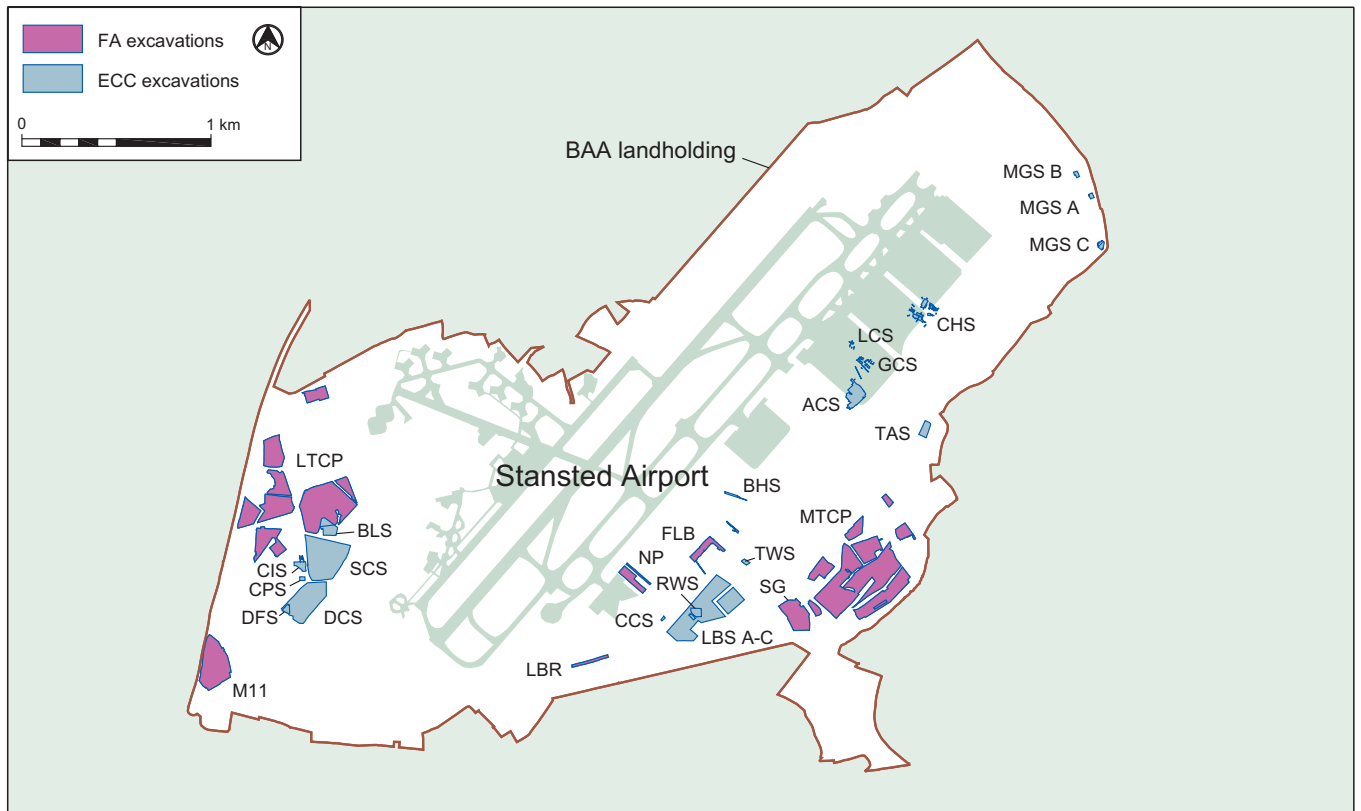 FA excavations
N
ECC excavations
0 1 km
BAA landholding
MGS B
MGS A
MGS C
CHS
LCS
GCS
ACS
TAS
LTCP
Stansted Airport
BHS
MTCP
BLS
FLB
NP
TWS
CIS
SCS
CPS
RWS
SG
DFS
DCS
CCS
LBS A-C
LBR
M11